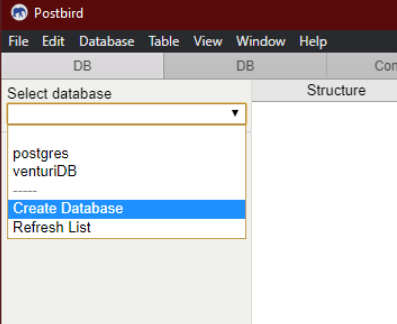 Postbird
File Edit Database Table View Window Help
DB DB Con
Select database Structure
postgres
venturiDB
-----
Create Database
Refresh List